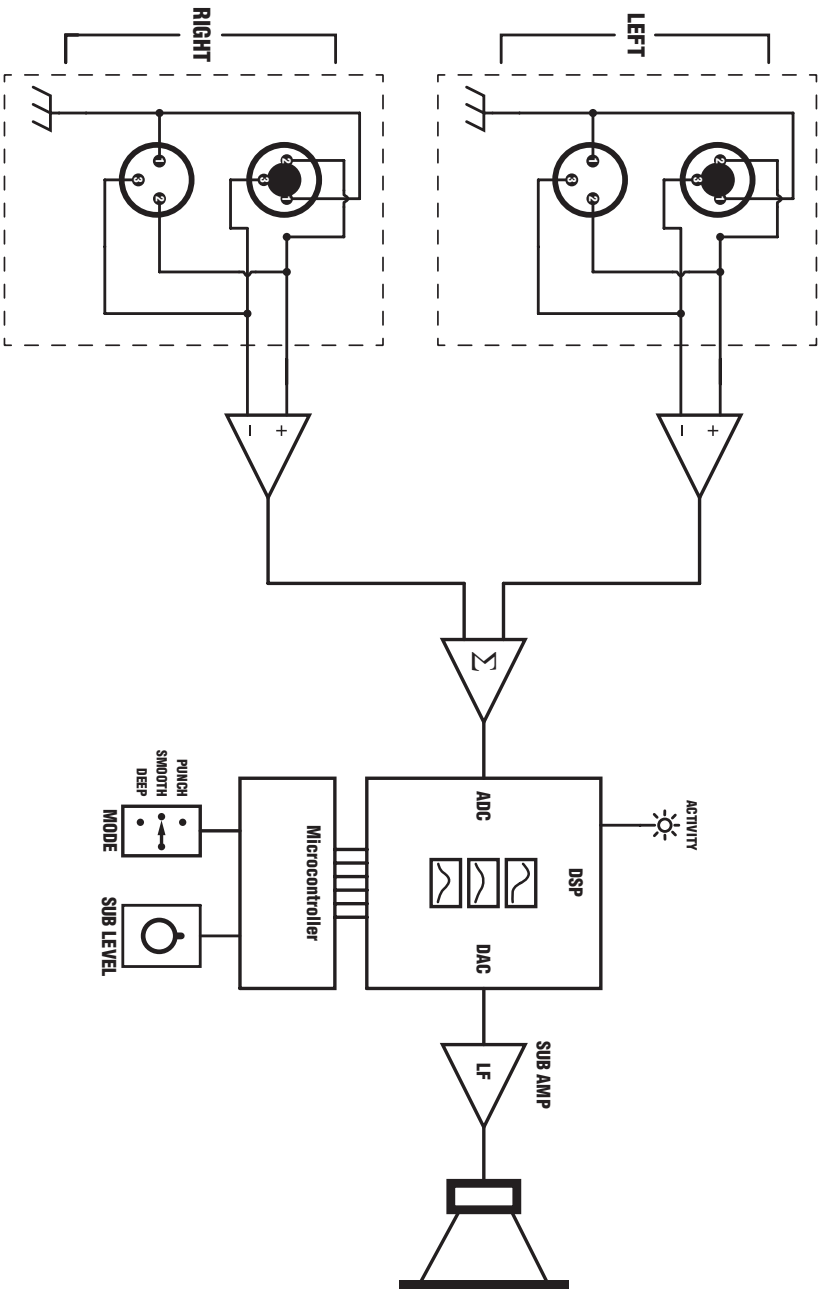 LEFT
1
2
3
1
2
3
+
−
RIGHT
1
2
3
1
2
3
+
−
Σ
ACTIVITY
DSP
ADC
DAC
SUB AMP
LF
Microcontroller
PUNCH
SMOOTH
DEEP
MODE
SUB LEVEL